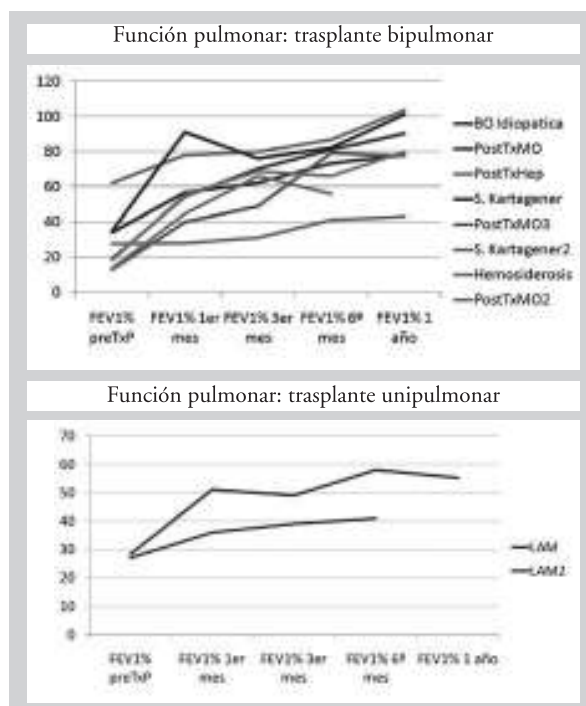 Función pulmonar: trasplante bipulmonar
120
100
80
60
40
20
0
BO Idiopatica
PostTxMO
PostTxHep
S. Kartagener
PostTxMO3
S. Kartagener2
Hemosiderosis
PostTxMO2
FEV1% preTxP
FEV1% 1er mes
FEV1% 3er mes
FEV1% 6º mes
FEV1% 1 año
Función pulmonar: trasplante unipulmonar
70
60
50
40
30
20
10
0
LAM
LAM2
FEV1% preTxP
FEV1% 1er mes
FEV1% 3er mes
FEV1% 6º mes
FEV1% 1 año